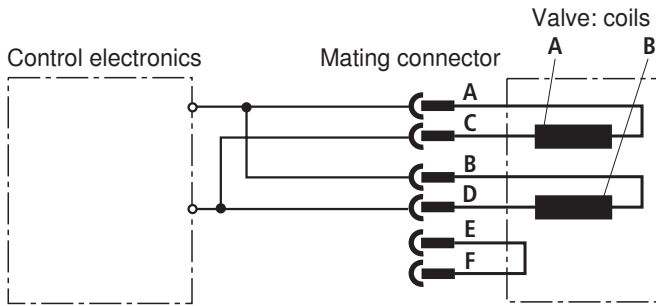 Valve: coils
Control electronics Mating connector A B
A
C
B
D
E
F